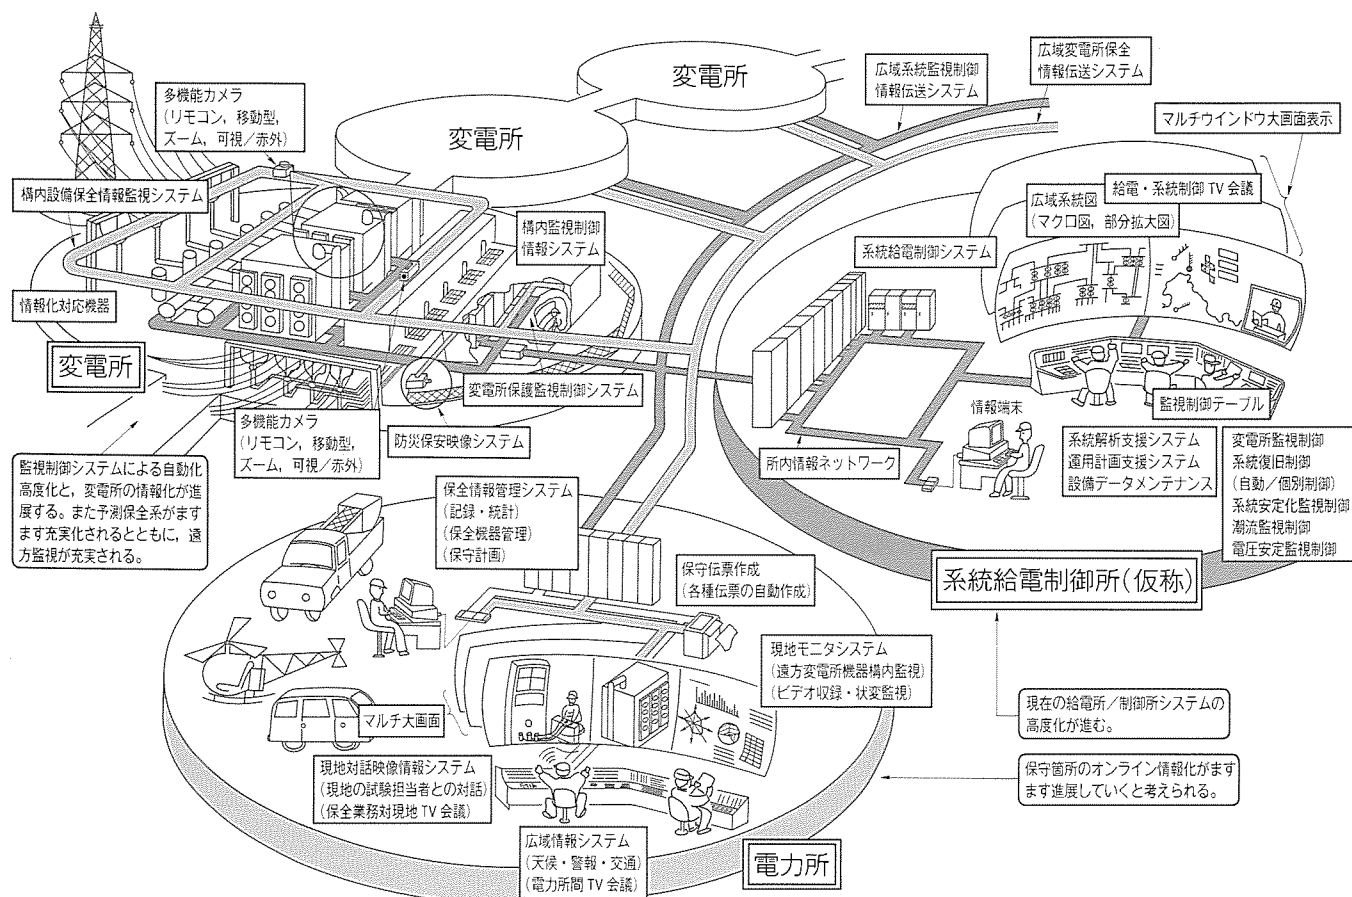 変電所
変電所
広域系統監視制御
情報伝送システム
広域変電所保全
情報伝送システム
マルチウインドウ大画面表示
多機能カメラ
(リモコン, 移動型,
ズーム, 可視/赤外)
構内設備保全情報監視システム
構内監視制御
情報システム
情報化対応機器
変電所
多機能カメラ
(リモコン, 移動型,
ズーム, 可視/赤外)
変電所保護監視制御システム
防災保安映像システム
監視制御システムによる自動化
高度化と, 変電所の情報化が進
展する。また予測保全系がます
ます充実化されるとともに, 遠
方監視が充実される。
給電・系統制御 TV 会議
広域系統図
(マクロ図, 部分拡大図)
系統給電制御システム
監視制御テーブル
情報端末
所内情報ネットワーク
系統解析支援システム
運用計画支援システム
設備データメンテナンス
変電所監視制御
系統復旧制御
(自動/個別制御)
系統安定化監視制御
潮流監視制御
電圧安定監視制御
系統給電制御所(仮称)
保全情報管理システム
(記録・統計)
(保全機器管理)
(保守計画)
保守伝票作成
(各種伝票の自動作成)
現地モニタシステム
(遠方変電所機器構内監視)
(ビデオ収録・状変監視)
マルチ大画面
現地対話映像情報システム
(現地の試験担当者との対話)
(保全業務対現地 TV 会議)
広域情報システム
(天候・警報・交通)
(電力所間 TV 会議)
電力所
現在の給電所/制御所システムの
高度化が進む。
保守箇所のオンライン情報化がます
ます進展していくと考えられる。